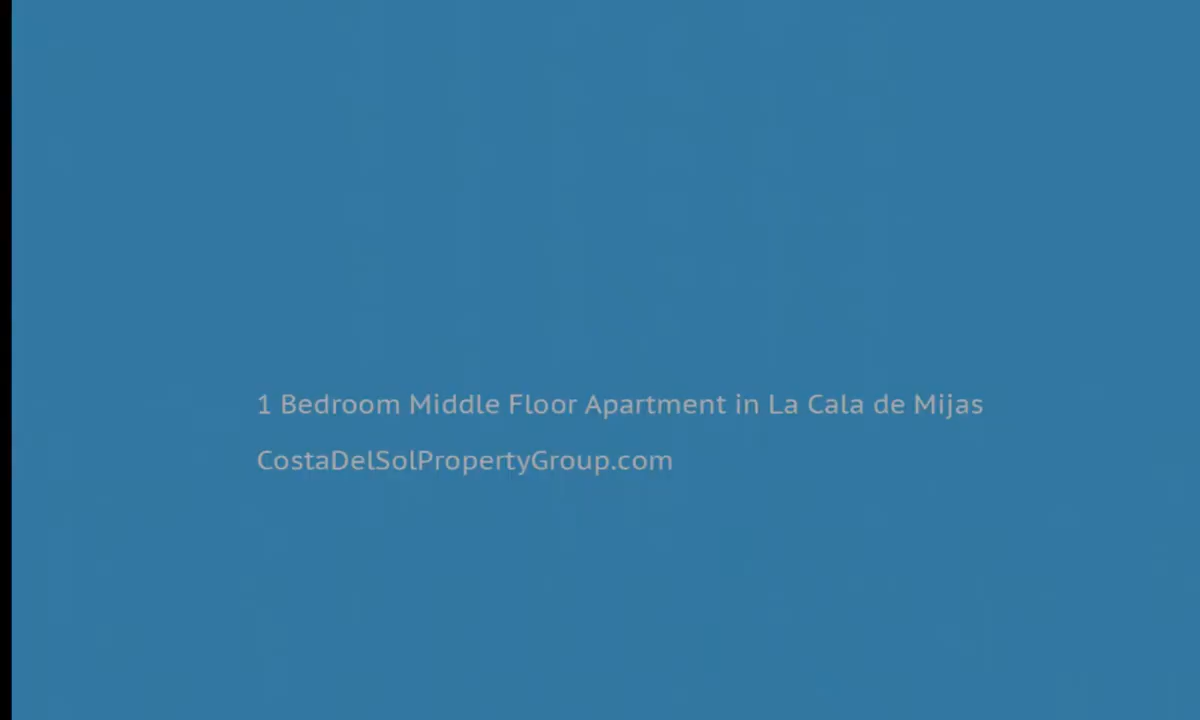 1 Bedroom Middle Floor Apartment in La Cala de Mijas
CostaDelSolPropertyGroup.com